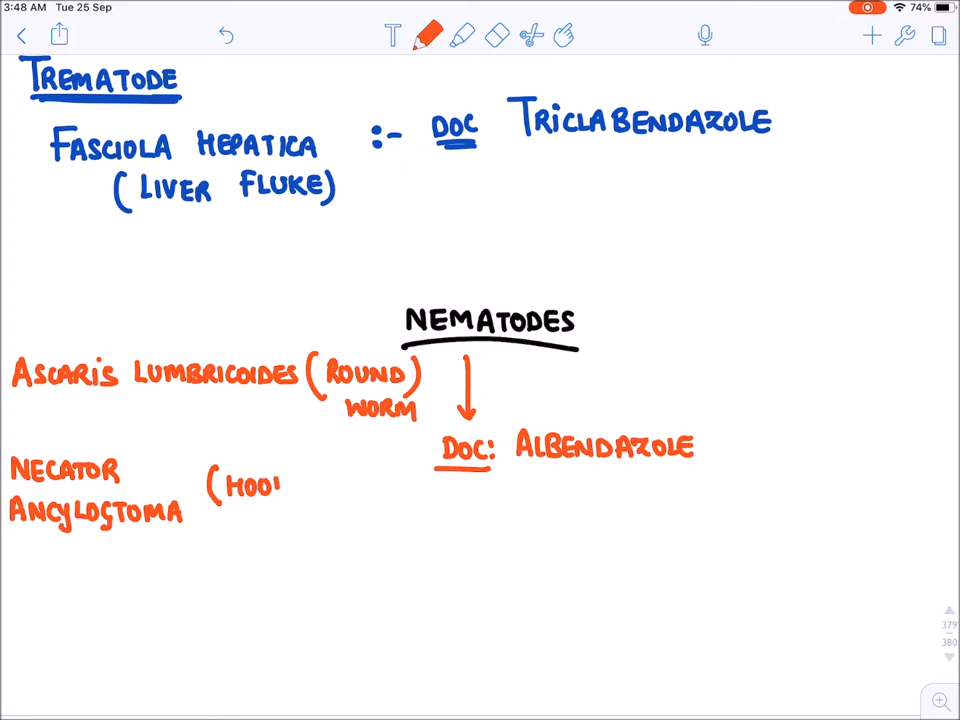 3:48 AM Tue 25 Sep
74%
TREMATODE
FASCIOLA HEPATICA :- DOC TRICLABENDAZOLE
(LIVER FLUKE)
NEMATODES
ASCARIS LUMBRICOIDES (ROUND
WORM)
DOC: ALBENDAZOLE
NECATOR
ANCYLOSTOMA (HOO
379
380